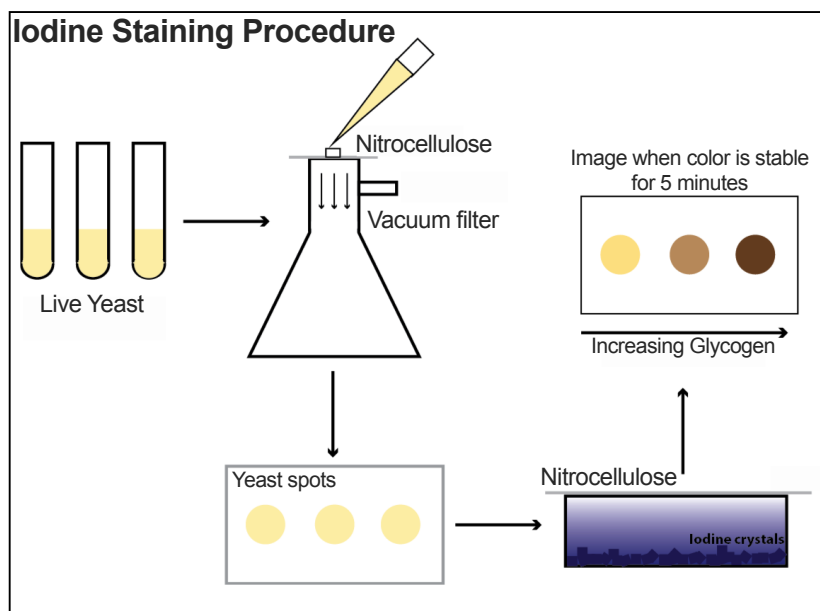 Iodine Staining Procedure
Nitrocellulose
Vacuum filter
Live Yeast
Yeast spots
Nitrocellulose
Iodine crystals
Image when color is stable
for 5 minutes
Increasing Glycogen